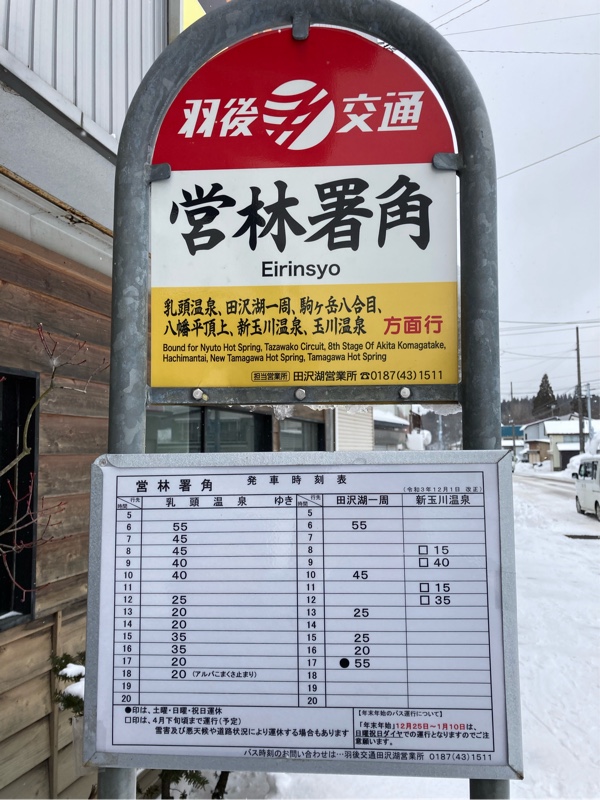 羽後交通
営林署角
Eirinsyo
乳頭温泉、田沢湖一周、駒ヶ岳八合目、
八幡平頂上、新玉川温泉、玉川温泉 方面行
Bound for Nyuto Hot Spring, Tazawako Circuit, 8th Stage Of Akita Komagatake,
Hachimantai, New Tamagawa Hot Spring, Tamagawa Hot Spring
担当営業所 田沢湖営業所 ☎0187(43)1511
営林署角 発車時刻表 (令和3年12月1日 改正)
行先 時間 乳頭温泉 ゆき 行先 時間 田沢湖一周 新玉川温泉
5 5
6 55 6 55
7 45 7
8 45 8 □ 15
9 40 9 □ 40
10 40 10 45
11 11 □ 15
12 25 12 □ 35
13 20 13 25
14 20 14
15 35 15 25
16 35 16 20
17 20 17 ● 55
18 20 (アルパこまくさ止まり) 18
19 19
20 20
●印は、土曜・日曜・祝日運休
□印は、4月下旬頃まで運行(予定)
雪害及び悪天候や道路状況により運休する場合もあります
【年末年始のバス運行について】
「年末年始」12月25日～1月10日は、
日曜祝日ダイヤでの運行となりますのでご注
意願います。
バス時刻のお問い合わせは…羽後交通田沢湖営業所 0187(43)1511